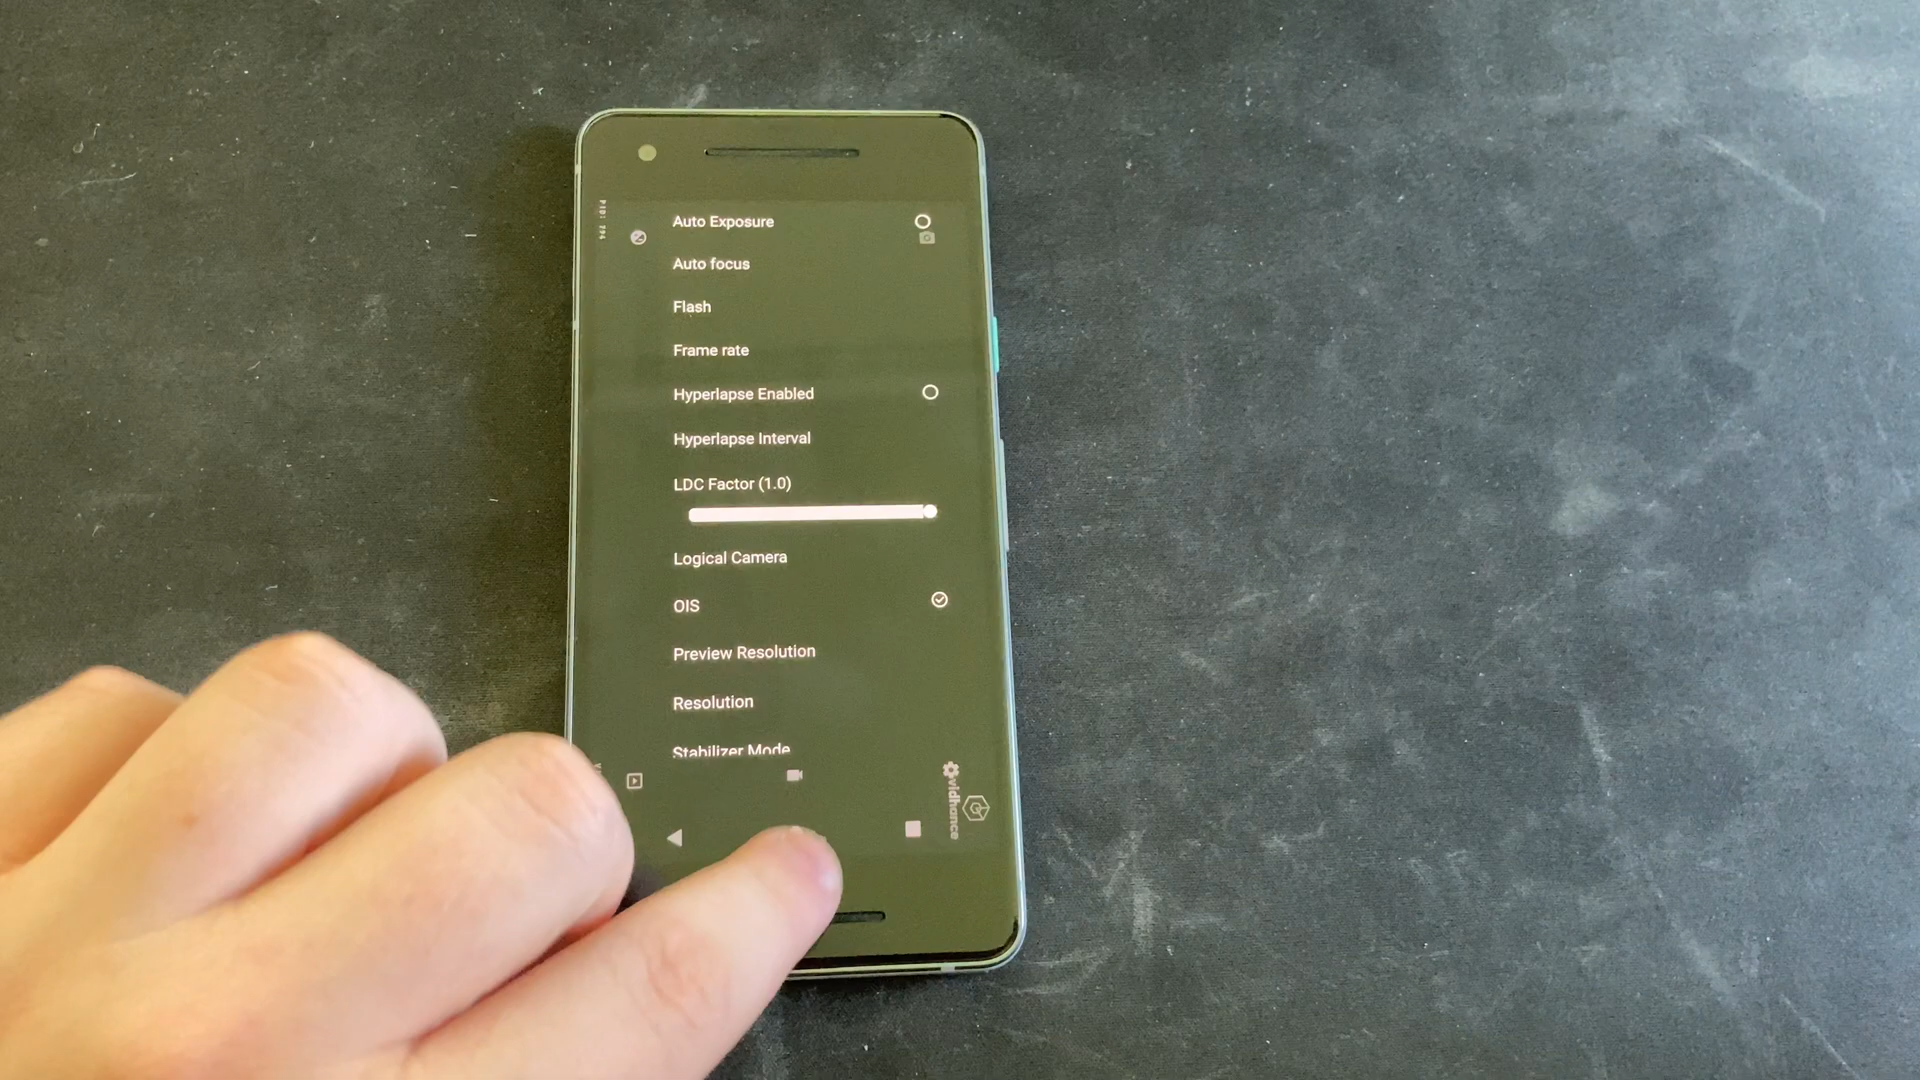 Auto Exposure
Auto focus
Flash
Frame rate
Hyperlapse Enabled
Hyperlapse Interval
LDC Factor (1.0)
Logical Camera
OIS
Preview Resolution
Resolution
Stabilizer Mode
vidhance